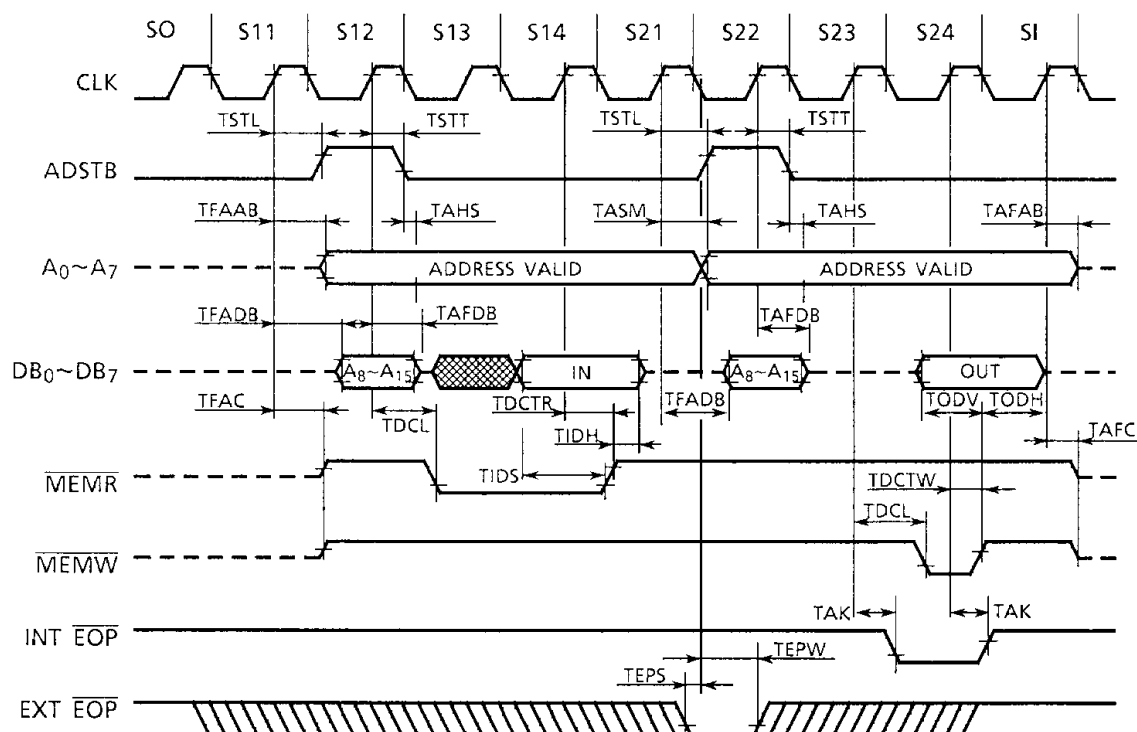 SO S11 S12 S13 S14 S21 S22 S23 S24 SI
CLK
TSTL TSTT TSTL TSTT
ADSTB
TFAAB TAHS TASM TAHS TAFAB
A0~A7 ADDRESS VALID ADDRESS VALID
TFADB TAFDB TAFDB
DB0~DB7 A8~A15 IN A8~A15 OUT
TFAC TDCL TDCTR TFADB TODV TODH
TIDH TAFC
MEMR TIDS TDCTW
TDCL
MEMW
TAK TAK
INT EOP
TEPW
TEPS
EXT EOP